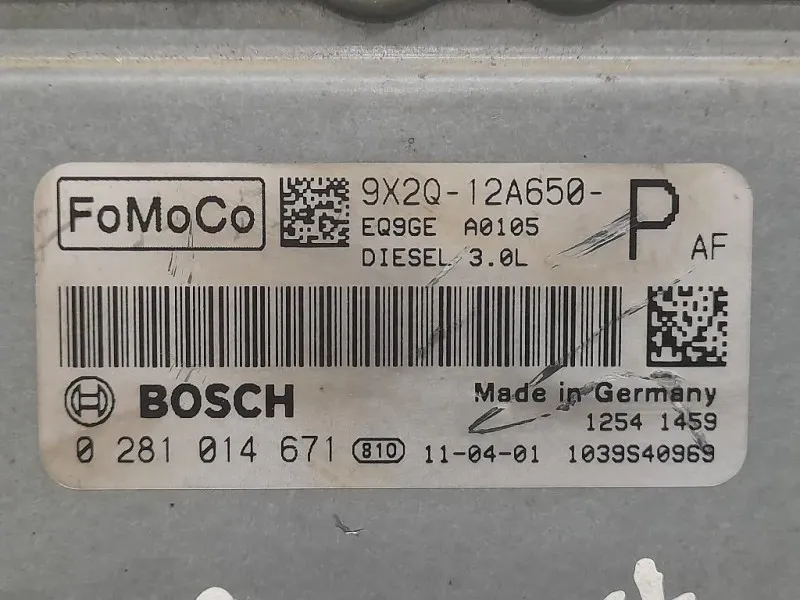 FoMoCo
9X2Q-12A650- P AF
EQ9GE A0105
DIESEL 3.0L
BOSCH
Made in Germany
1254 1459
0 281 014 671 810 11-04-01 1039S40969